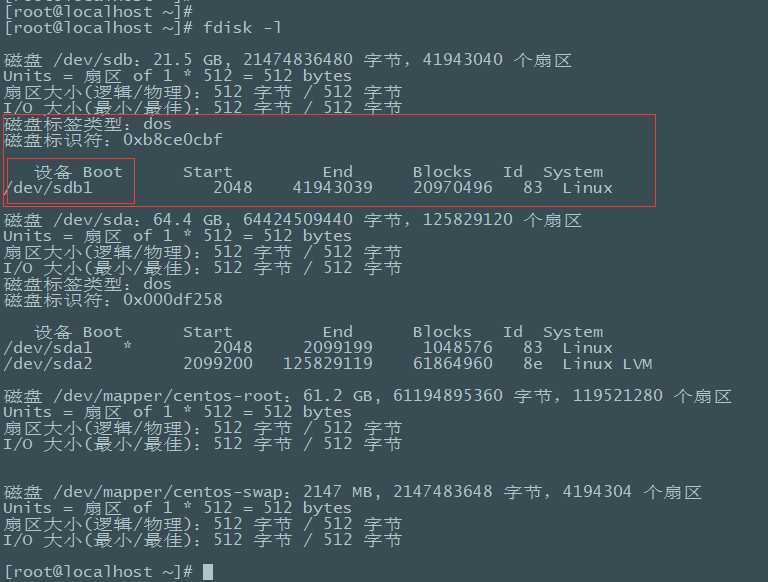 [root@localhost ~]#
[root@localhost ~]#
[root@localhost ~]# fdisk -l
磁盘 /dev/sdb：21.5 GB, 21474836480 字节，41943040 个扇区
Units = 扇区 of 1 * 512 = 512 bytes
扇区大小(逻辑/物理)：512 字节 / 512 字节
I/O 大小(最小/最佳)：512 字节 / 512 字节
磁盘标签类型：dos
磁盘标识符：0xb8ce0cbf
设备 Boot      Start         End      Blocks   Id  System
/dev/sdb1            2048    41943039    20970496   83  Linux
磁盘 /dev/sda：64.4 GB, 64424509440 字节，125829120 个扇区
Units = 扇区 of 1 * 512 = 512 bytes
扇区大小(逻辑/物理)：512 字节 / 512 字节
I/O 大小(最小/最佳)：512 字节 / 512 字节
磁盘标签类型：dos
磁盘标识符：0x000df258
设备 Boot      Start         End      Blocks   Id  System
/dev/sda1   *        2048     2099199     1048576   83  Linux
/dev/sda2         2099200   125829119    61864960   8e  Linux LVM
磁盘 /dev/mapper/centos-root：61.2 GB, 61194895360 字节，119521280 个扇区
Units = 扇区 of 1 * 512 = 512 bytes
扇区大小(逻辑/物理)：512 字节 / 512 字节
I/O 大小(最小/最佳)：512 字节 / 512 字节
磁盘 /dev/mapper/centos-swap：2147 MB, 2147483648 字节，4194304 个扇区
Units = 扇区 of 1 * 512 = 512 bytes
扇区大小(逻辑/物理)：512 字节 / 512 字节
I/O 大小(最小/最佳)：512 字节 / 512 字节
[root@localhost ~]#